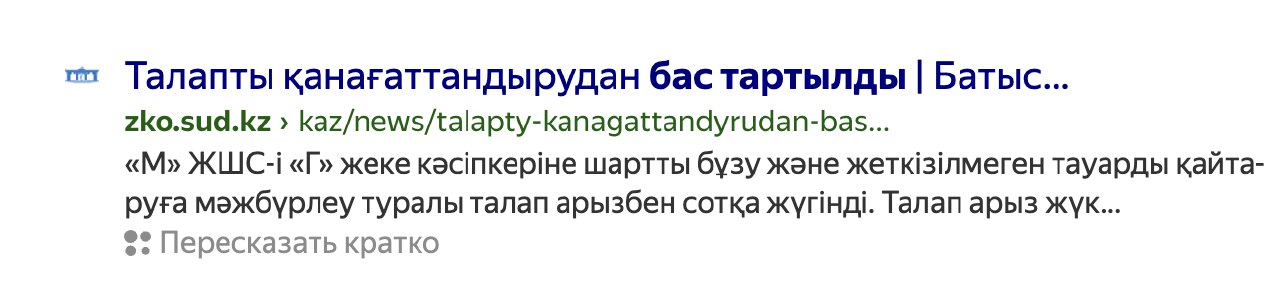 Талапты қанағаттандырудан бас тартылды | Батыс...
zko.sud.kz › kaz/news/talapty-kanagattandyrudan-bas...
«М» ЖШС-і «Г» жеке кәсіпкеріне шартты бұзу және жеткізілмеген тауарды қайта-
руға мәжбүрлеу туралы талап арызбен сотқа жүгінді. Талап арыз жүк...
Пересказать кратко